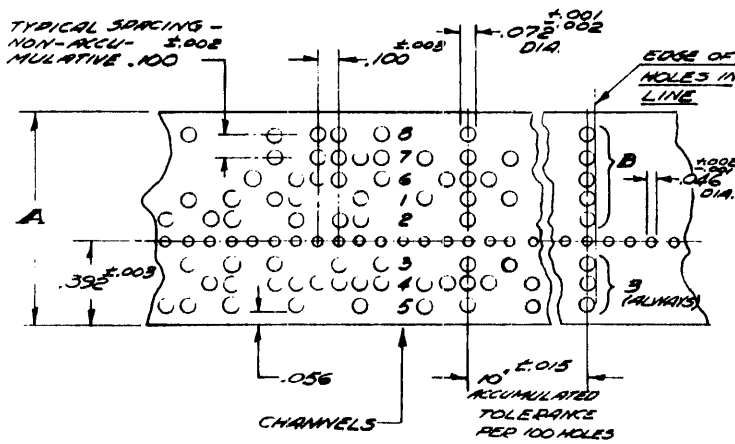 TYPICAL SPACING -
NON-ACCU- ±.002
MULATIVE .100
.100 ±.003
.072 +.001
-.002
DIA.
EDGE OF
HOLES IN
LINE
8
7
6
1
2
3
4
5
A
B
.046
DIA.
.392 ±.003
3
(ALWAYS)
.056
CHANNELS
10" ±.015
ACCUMULATED
TOLERANCE
PER 100 HOLES